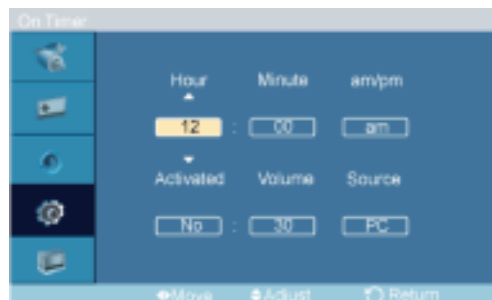 On Timer
Hour Minute am/pm
12 : 00 am
Activated Volume Source
No : 30 PC
Move Adjust Return